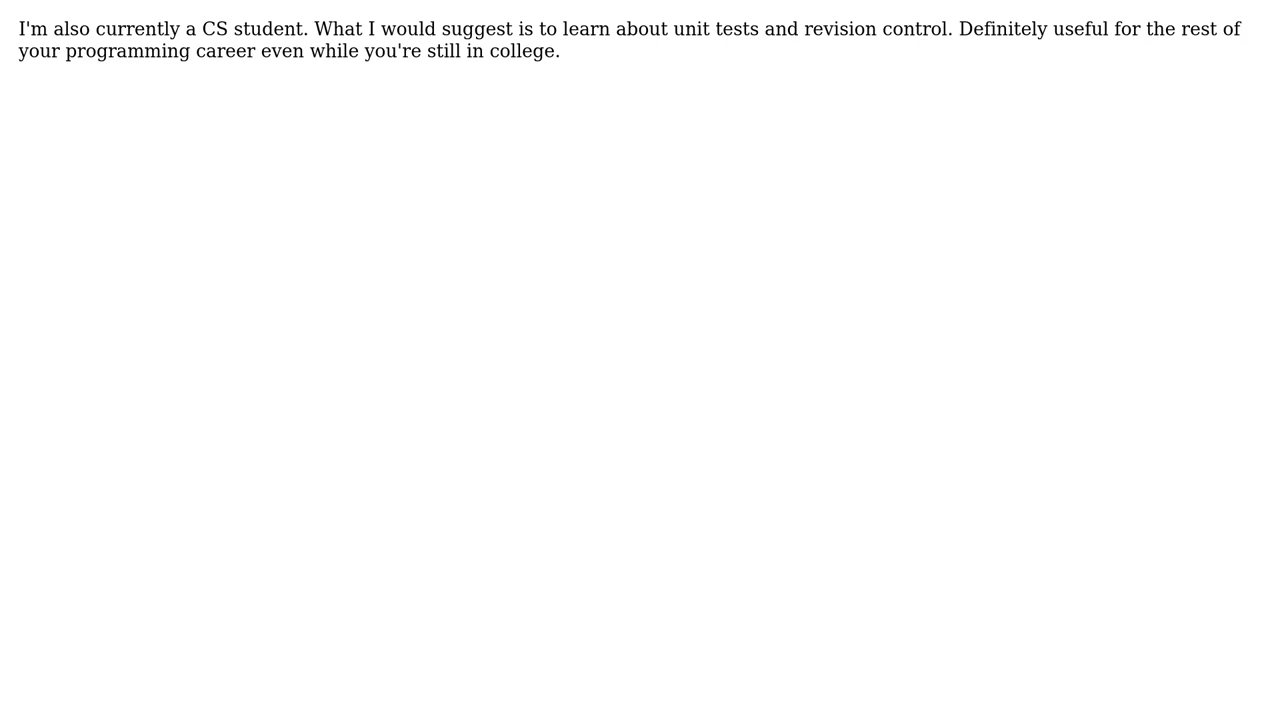 I'm also currently a CS student. What I would suggest is to learn about unit tests and revision control. Definitely useful for the rest of
your programming career even while you're still in college.